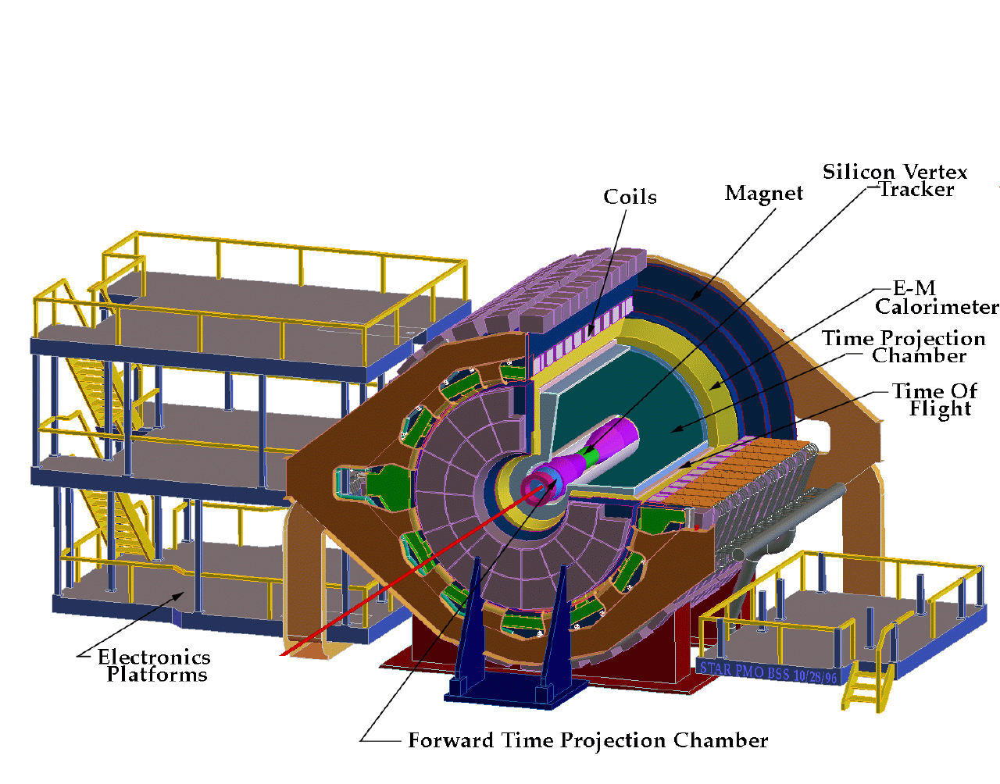 Silicon Vertex
Tracker
Coils
Magnet
E-M
Calorimeter
Time Projection
Chamber
Time Of
Flight
Electronics
Platforms
STAR PMO BSS 10/28/96
Forward Time Projection Chamber